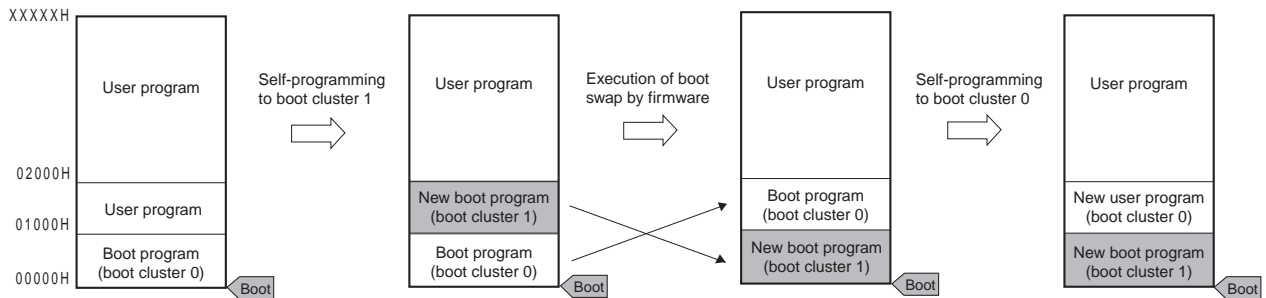 XXXXXH
User program
02000H
User program
01000H
Boot program
(boot cluster 0)
00000H
Boot
Self-programming
to boot cluster 1
User program
New boot program
(boot cluster 1)
Boot program
(boot cluster 0)
Boot
Execution of boot
swap by firmware
User program
Boot program
(boot cluster 0)
New boot program
(boot cluster 1)
Boot
Self-programming
to boot cluster 0
User program
New user program
(boot cluster 0)
New boot program
(boot cluster 1)
Boot